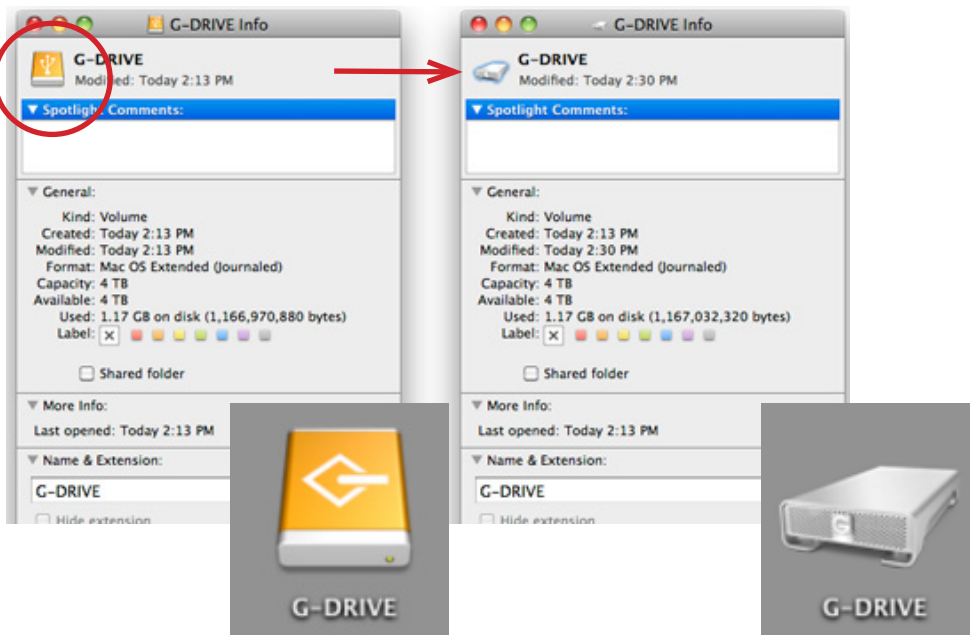 G-DRIVE Info
G-DRIVE
Modified: Today 2:13 PM
Spotlight Comments:
General:
Kind: Volume
Created: Today 2:13 PM
Modified: Today 2:13 PM
Format: Mac OS Extended (Journaled)
Capacity: 4 TB
Available: 4 TB
Used: 1.17 GB on disk (1,166,970,880 bytes)
Label:
Shared folder
More Info:
Last opened: Today 2:13 PM
Name & Extension:
G-DRIVE
Hide extension
G-DRIVE
G-DRIVE Info
G-DRIVE
Modified: Today 2:30 PM
Spotlight Comments:
General:
Kind: Volume
Created: Today 2:13 PM
Modified: Today 2:30 PM
Format: Mac OS Extended (Journaled)
Capacity: 4 TB
Available: 4 TB
Used: 1.17 GB on disk (1,167,032,320 bytes)
Label:
Shared folder
More Info:
Last opened: Today 2:13 PM
Name & Extension:
G-DRIVE
Hide extension
G
G-DRIVE